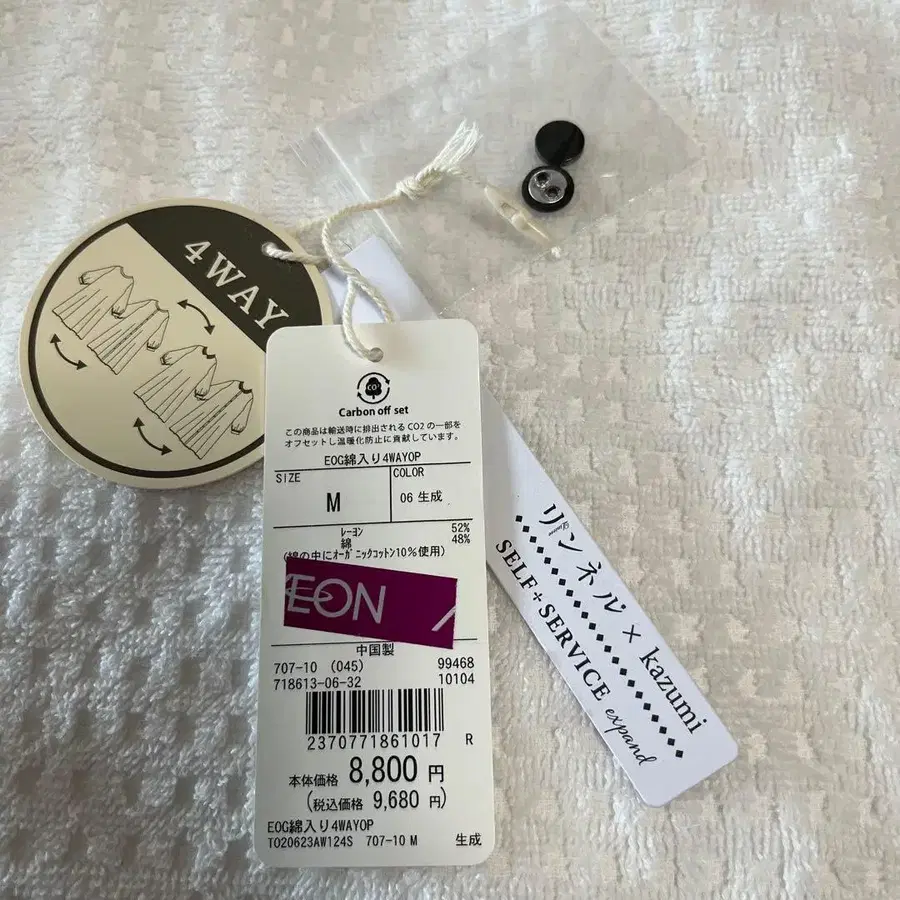 4WAY
CO2
Carbon off set
この商品は輸送時に排出される CO2 の一部を
オフセットし温暖化防止に貢献しています。
EOG綿入り4WAYOP
SIZE
M
COLOR
06 生成
レーヨン 52%
綿 48%
(綿の中にオーガニックコットン10%使用)
ÆON
中国製
707-10 (045) 99468
718613-06-32 10104
2370771861017 R
本体価格 8,800 円
(税込価格 9,680 円)
EOG綿入り4WAYOP
T020623AW124S 707-10 M 生成
リンネル × kazumi
SELF+SERVICE expand